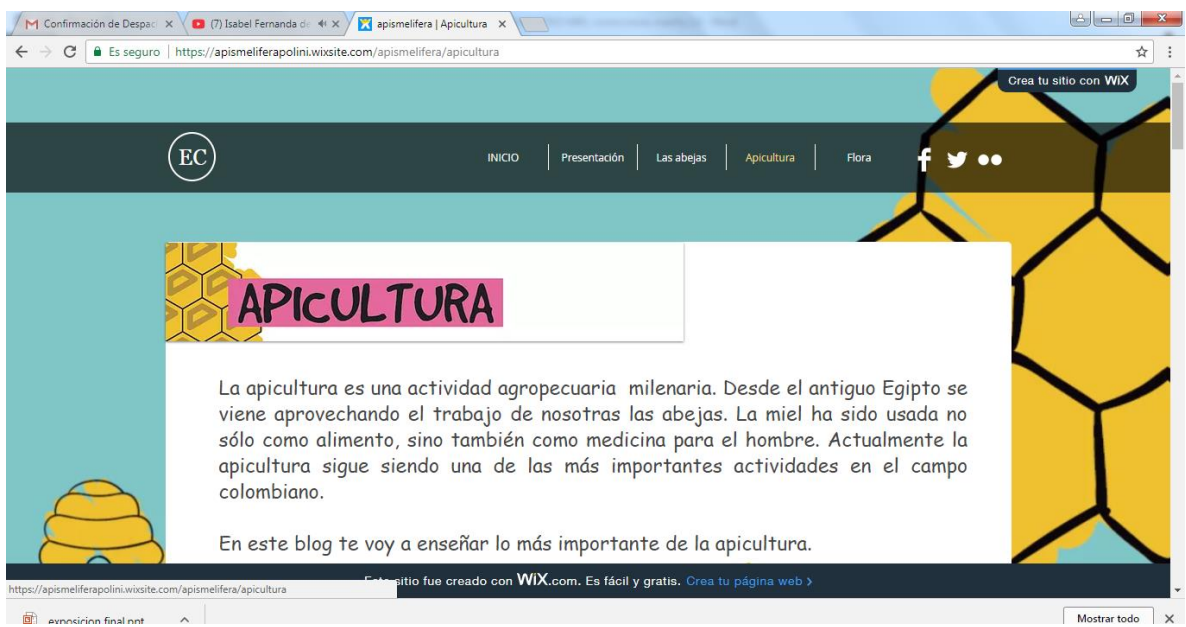 Confirmación de Despac
(7) Isabel Fernanda de
apismelifera | Apicultura
Es seguro
https://apismeliferapolini.wixsite.com/apismelifera/apicultura
Crea tu sitio con WiX
EC
INICIO
Presentación
Las abejas
Apicultura
Flora
APICULTURA
La apicultura es una actividad agropecuaria milenaria. Desde el antiguo Egipto se
viene aprovechando el trabajo de nosotras las abejas. La miel ha sido usada no
sólo como alimento, sino también como medicina para el hombre. Actualmente la
apicultura sigue siendo una de las más importantes actividades en el campo
colombiano.
En este blog te voy a enseñar lo más importante de la apicultura.
sitio fue creado con WiX.com. Es fácil y gratis. Crea tu página web >
https://apismeliferapolini.wixsite.com/apismelifera/apicultura
exposicion final.ppt
Mostrar todo